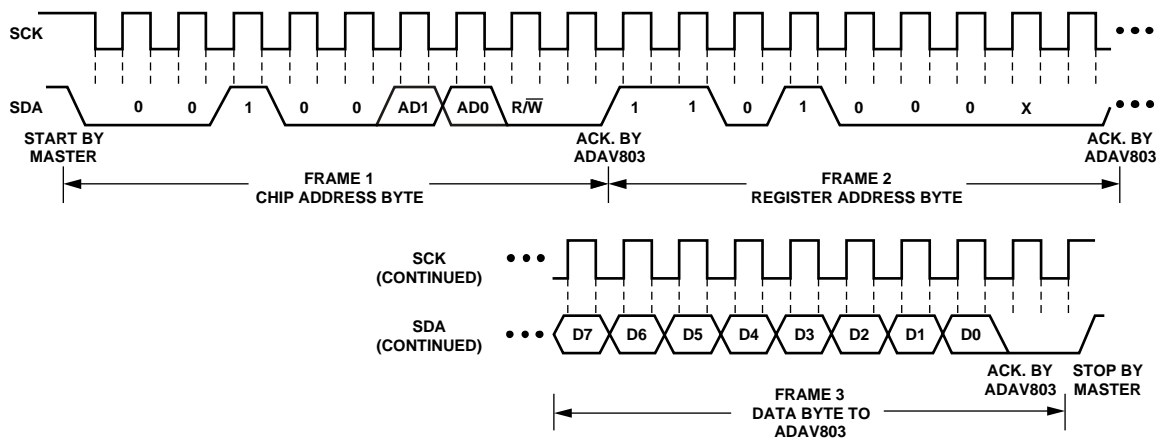 SCK
SDA
0 0 1 0 0 AD1 AD0 R/W̅ 1 1 0 1 0 0 0 X
START BY
MASTER
ACK. BY
ADAV803
ACK. BY
ADAV803
FRAME 1
CHIP ADDRESS BYTE
FRAME 2
REGISTER ADDRESS BYTE
SCK
(CONTINUED)
SDA
(CONTINUED)
D7 D6 D5 D4 D3 D2 D1 D0
ACK. BY
ADAV803
STOP BY
MASTER
FRAME 3
DATA BYTE TO
ADAV803